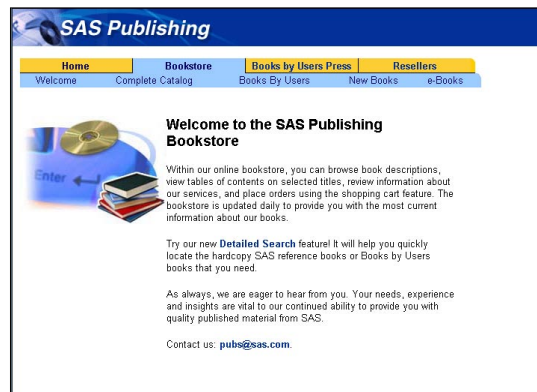 SAS Publishing
Home Bookstore Books by Users Press Resellers
Welcome Complete Catalog Books By Users New Books e-Books
Enter
Welcome to the SAS Publishing
Bookstore
Within our online bookstore, you can browse book descriptions,
view tables of contents on selected titles, review information about
our services, and place orders using the shopping cart feature. The
bookstore is updated daily to provide you with the most current
information about our books.
Try our new Detailed Search feature! It will help you quickly
locate the hardcopy SAS reference books or Books by Users
books that you need.
As always, we are eager to hear from you. Your needs, experience
and insights are vital to our continued ability to provide you with
quality published material from SAS.
Contact us: pubs@sas.com.